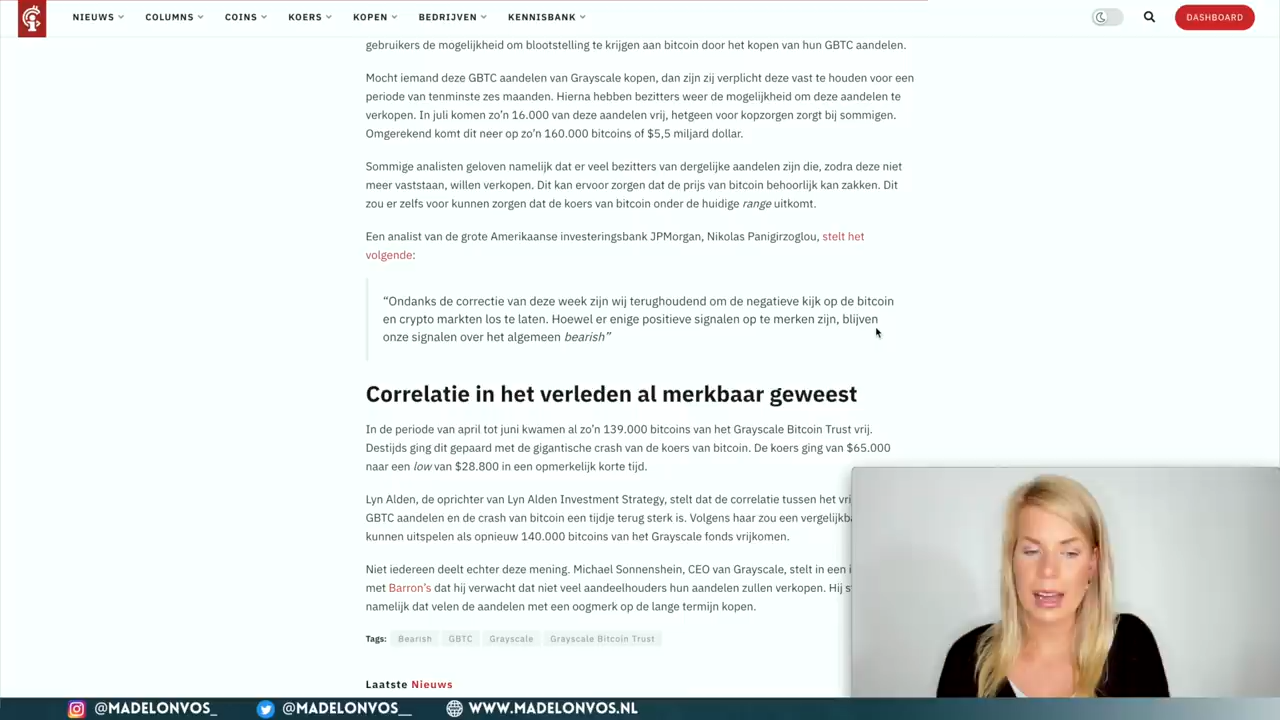 NIEUWS COLUMNS COINS KOERS KOPEN BEDRIJVEN KENNISBANK DASHBOARD
gebruikers de mogelijkheid om blootstelling te krijgen aan bitcoin door het kopen van hun GBTC aandelen.
Mocht iemand deze GBTC aandelen van Grayscale kopen, dan zijn zij verplicht deze vast te houden voor een
periode van tenminste zes maanden. Hierna hebben bezitters weer de mogelijkheid om deze aandelen te
verkopen. In juli komen zo’n 16.000 van deze aandelen vrij, hetgeen voor kopzorgen zorgt bij sommigen.
Omgerekend komt dit neer op zo’n 160.000 bitcoins of $5,5 miljard dollar.
Sommige analisten geloven namelijk dat er veel bezitters van dergelijke aandelen zijn die, zodra deze niet
meer vaststaan, willen verkopen. Dit kan ervoor zorgen dat de prijs van bitcoin behoorlijk kan zakken. Dit
zou er zelfs voor kunnen zorgen dat de koers van bitcoin onder de huidige range uitkomt.
Een analist van de grote Amerikaanse investeringsbank JPMorgan, Nikolas Panigirzoglou, stelt het
volgende:
“Ondanks de correctie van deze week zijn wij terughoudend om de negatieve kijk op de bitcoin
en crypto markten los te laten. Hoewel er enige positieve signalen op te merken zijn, blijven
onze signalen over het algemeen bearish”
Correlatie in het verleden al merkbaar geweest
In de periode van april tot juni kwamen al zo’n 139.000 bitcoins van het Grayscale Bitcoin Trust vrij.
Destijds ging dit gepaard met de gigantische crash van de koers van bitcoin. De koers ging van $65.000
naar een low van $28.800 in een opmerkelijk korte tijd.
Lyn Alden, de oprichter van Lyn Alden Investment Strategy, stelt dat de correlatie tussen het
GBTC aandelen en de crash van bitcoin een tijdje terug sterk is. Volgens haar zou een
kunnen uitspelen als opnieuw 140.000 bitcoins van het Grayscale fonds vrijkomen.
Niet iedereen deelt echter deze mening. Michael Sonnenshein, CEO van Grayscale, stelt in een
met Barron’s dat hij verwacht dat niet veel aandeelhouders hun aandelen zullen verkopen. Hij
namelijk dat velen de aandelen met een oogmerk op de lange termijn kopen.
Tags: Bearish GBTC Grayscale Grayscale Bitcoin Trust
Laatste Nieuws
@MADELONVOS_ @MADELONVOS__ WWW.MADELONVOS.NL